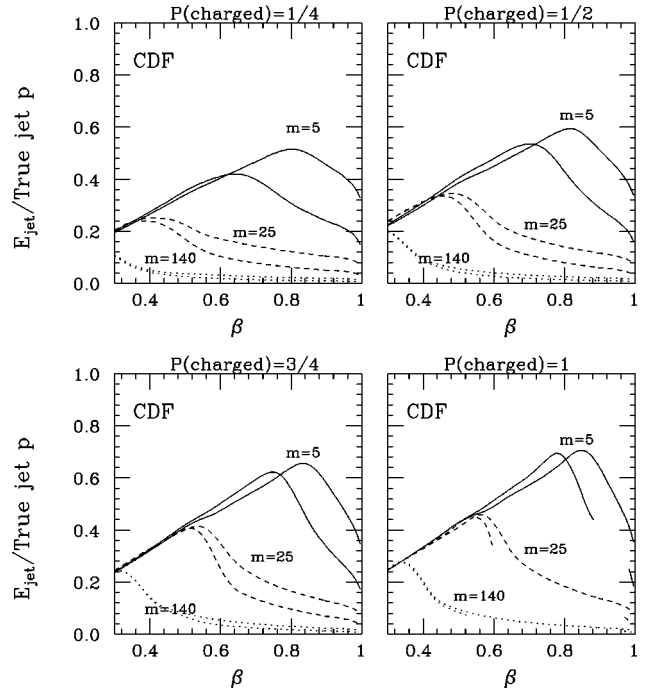 P(charged)=1/4
P(charged)=1/2
E_jet/True jet p
1.0
0.8
0.6
0.4
0.2
0.0
CDF
m=5
m=25
m=140
0.4 0.6 0.8 1
β
CDF
m=5
m=25
m=140
0.4 0.6 0.8 1
β
P(charged)=3/4
P(charged)=1
E_jet/True jet p
1.0
0.8
0.6
0.4
0.2
0.0
CDF
m=5
m=25
m=140
0.4 0.6 0.8 1
β
CDF
m=5
m=25
m=140
0.4 0.6 0.8 1
β